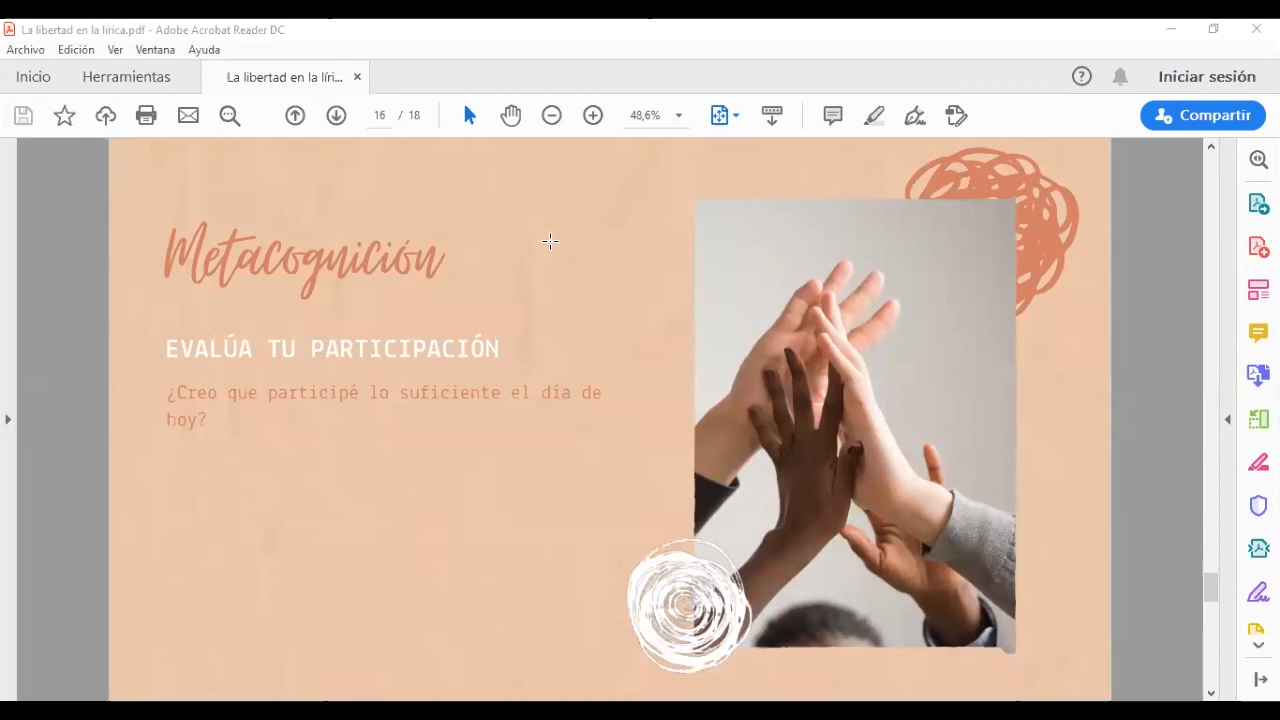 La libertad en la lírica.pdf - Adobe Acrobat Reader DC
Archivo Edición Ver Ventana Ayuda
Inicio Herramientas La libertad en la líri... Iniciar sesión
16 / 18 48,6% Compartir
Metacognición
EVALÚA TU PARTICIPACIÓN
¿Creo que participé lo suficiente el día de
hoy?